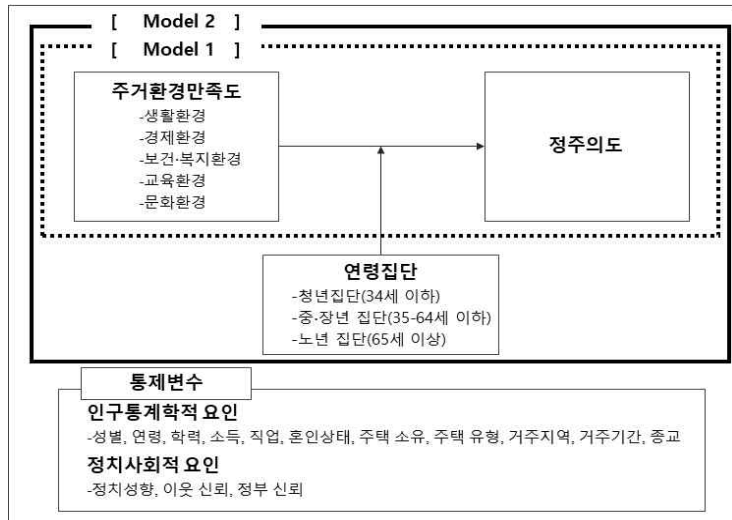 [ Model 2 ]
[ Model 1 ]
주거환경만족도
-생활환경
-경제환경
-보건·복지환경
-교육환경
-문화환경
정주의도
연령집단
-청년집단(34세 이하)
-중·장년 집단(35-64세 이하)
-노년 집단(65세 이상)
통제변수
인구통계학적 요인
-성별, 연령, 학력, 소득, 직업, 혼인상태, 주택 소유, 주택 유형, 거주지역, 거주기간, 종교
정치사회적 요인
-정치성향, 이웃 신뢰, 정부 신뢰